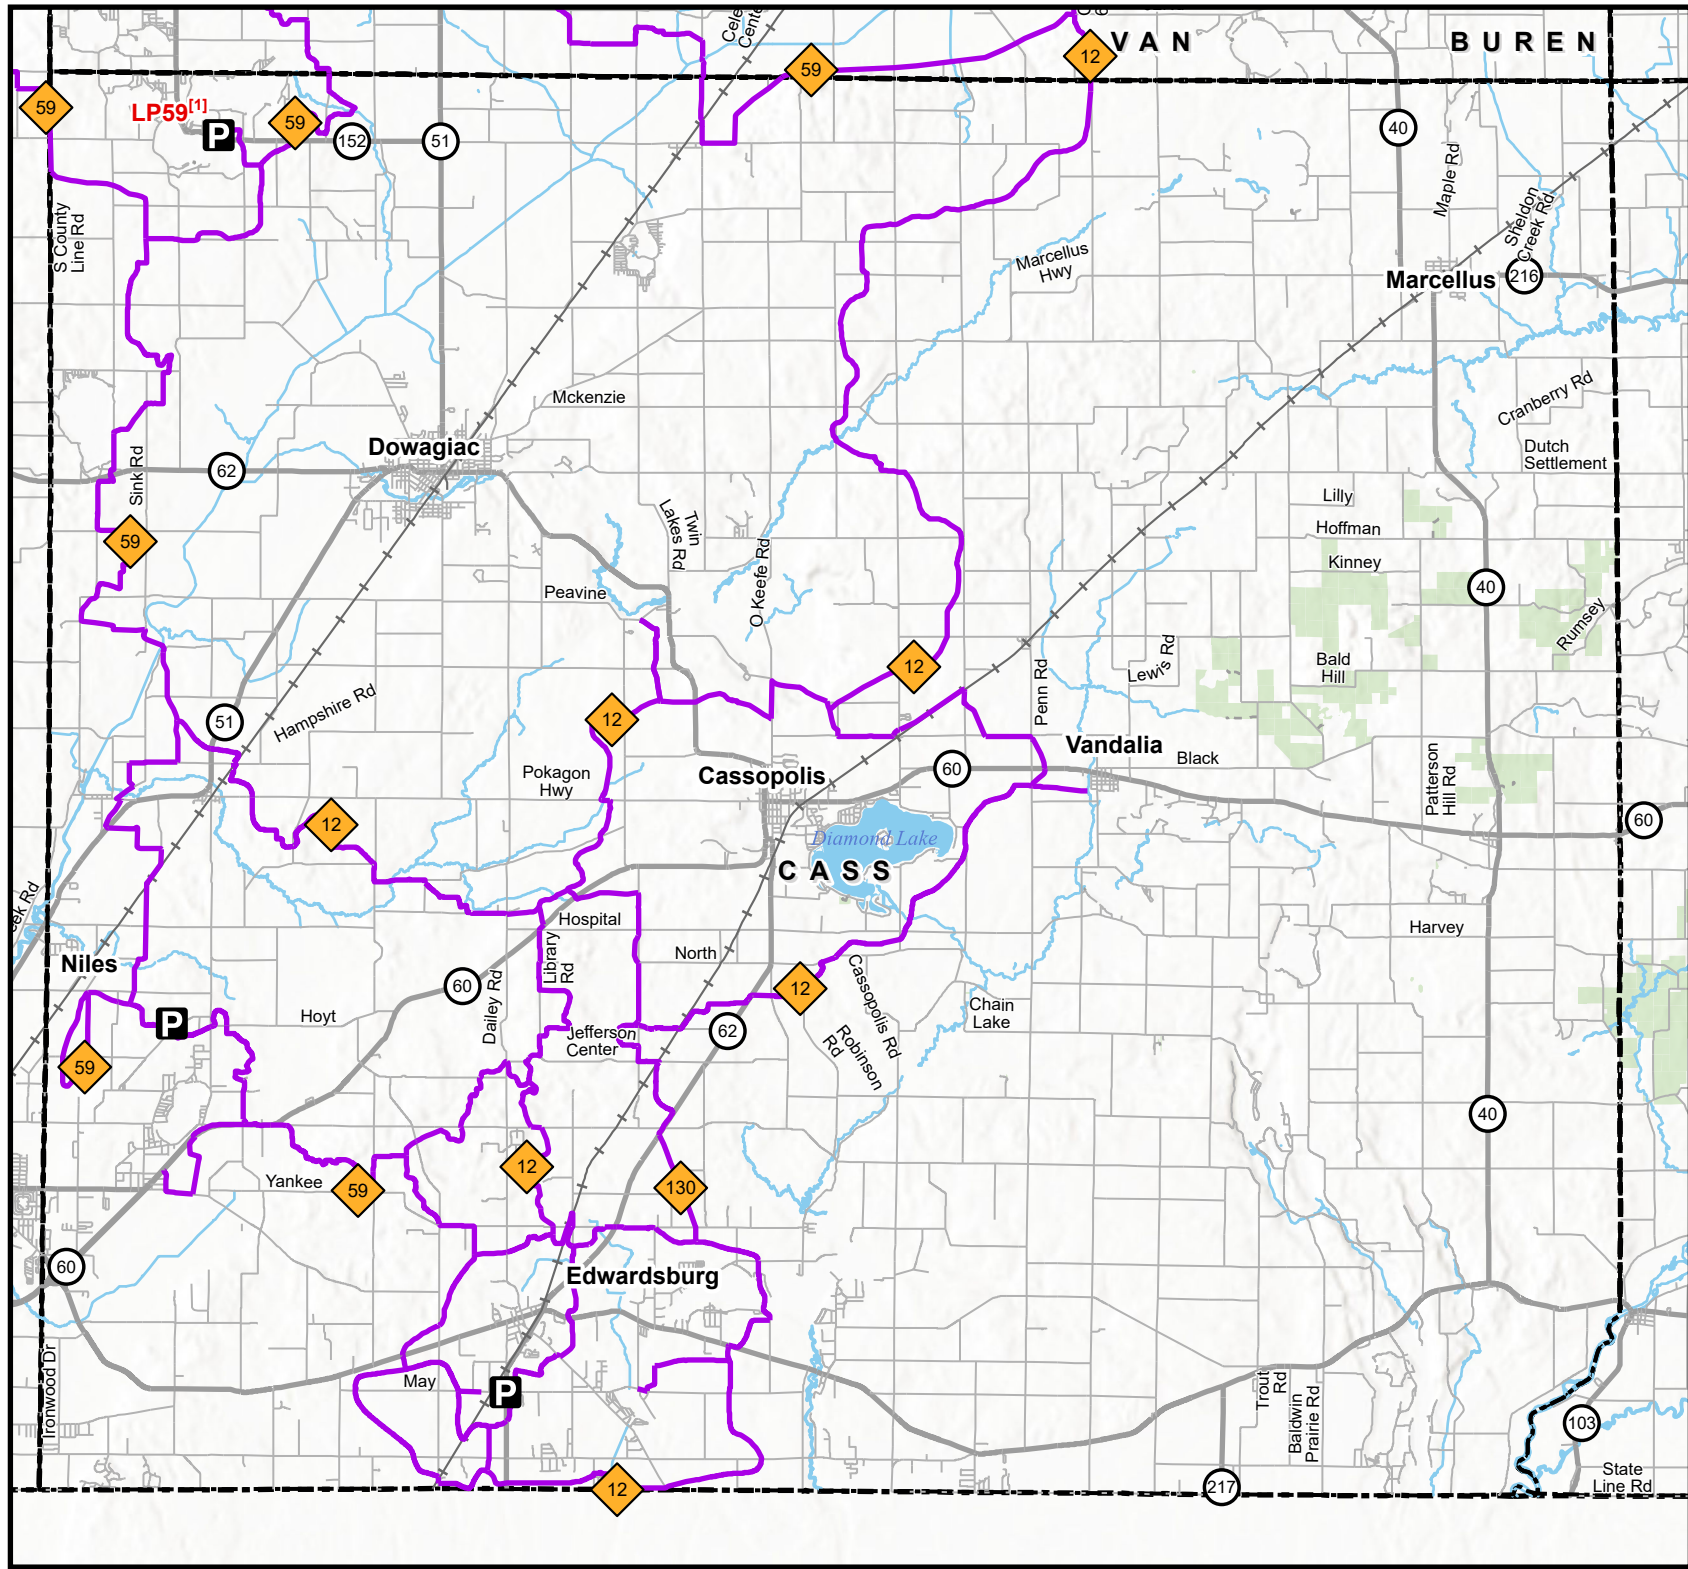 Cele
Cente
V A N
B U R E N
12
59
59
LP59[1]
P
59
152
51
40
Maple Rd
Sheldon
Creek Rd
S County
Line Rd
Marcellus
Hwy
Marcellus
216
Mckenzie
Cranberry Rd
Dowagiac
Dutch
Settlement
62
Sink Rd
Lilly
Twin
Lakes Rd
Hoffman
59
O Keefe Rd
Kinney
Peavine
40
Rumsey
Lewis Rd
Bald
Hill
12
Penn Rd
Hampshire Rd
51
12
Vandalia
Black
Cassopolis
60
Pokagon
Hwy
Patterson
Hill Rd
60
12
Diamond Lake
C A S S
eek Rd
Hospital
Harvey
Library
Rd
North
Niles
Cassopolis Rd
60
12
Dailey Rd
Chain
Lake
P
Hoyt
Jefferson
Center
62
Robinson
Rd
59
40
12
Yankee
59
130
60
Edwardsburg
Ironwood Dr
May
P
Trout
Rd
Baldwin
Prairie Rd
103
12
217
State
Line Rd